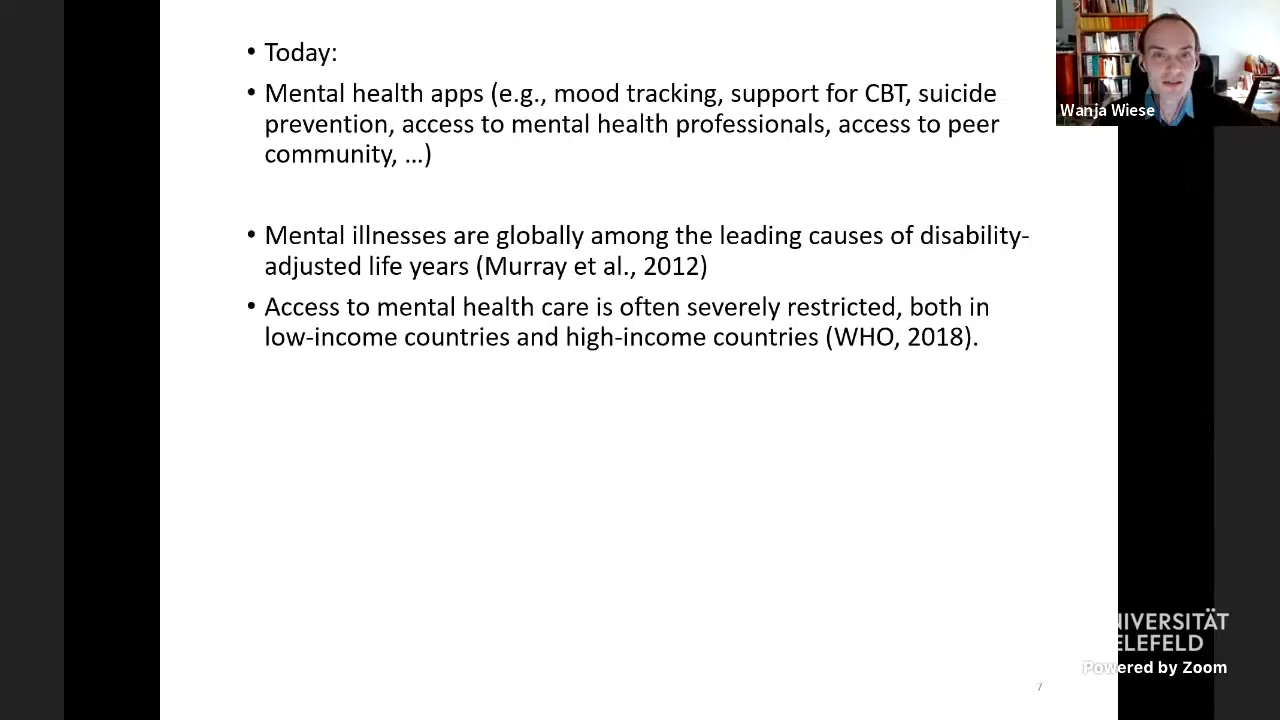 • Today:
• Mental health apps (e.g., mood tracking, support for CBT, suicide
prevention, access to mental health professionals, access to peer
community, ...)
• Mental illnesses are globally among the leading causes of disability-
adjusted life years (Murray et al., 2012)
• Access to mental health care is often severely restricted, both in
low-income countries and high-income countries (WHO, 2018).
Wanja Wiese
NIVERSITÄT
ELEFELD
Powered by Zoom
7